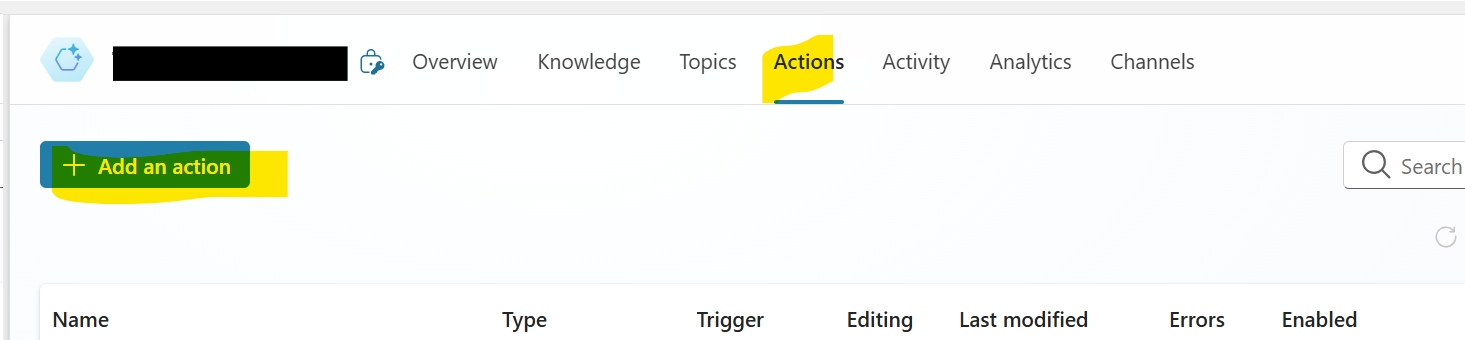 Overview Knowledge Topics Actions Activity Analytics Channels
Add an action
Search
Name Type Trigger Editing Last modified Errors Enabled